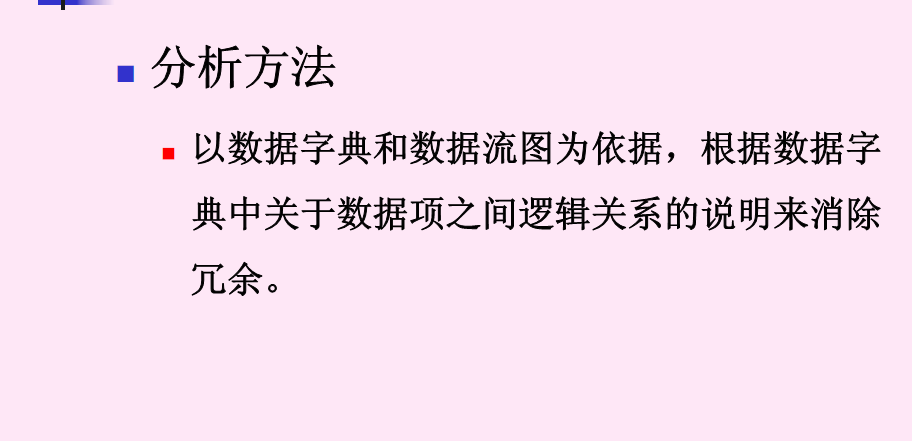 分析方法
以数据字典和数据流图为依据，根据数据字
典中关于数据项之间逻辑关系的说明来消除
冗余。